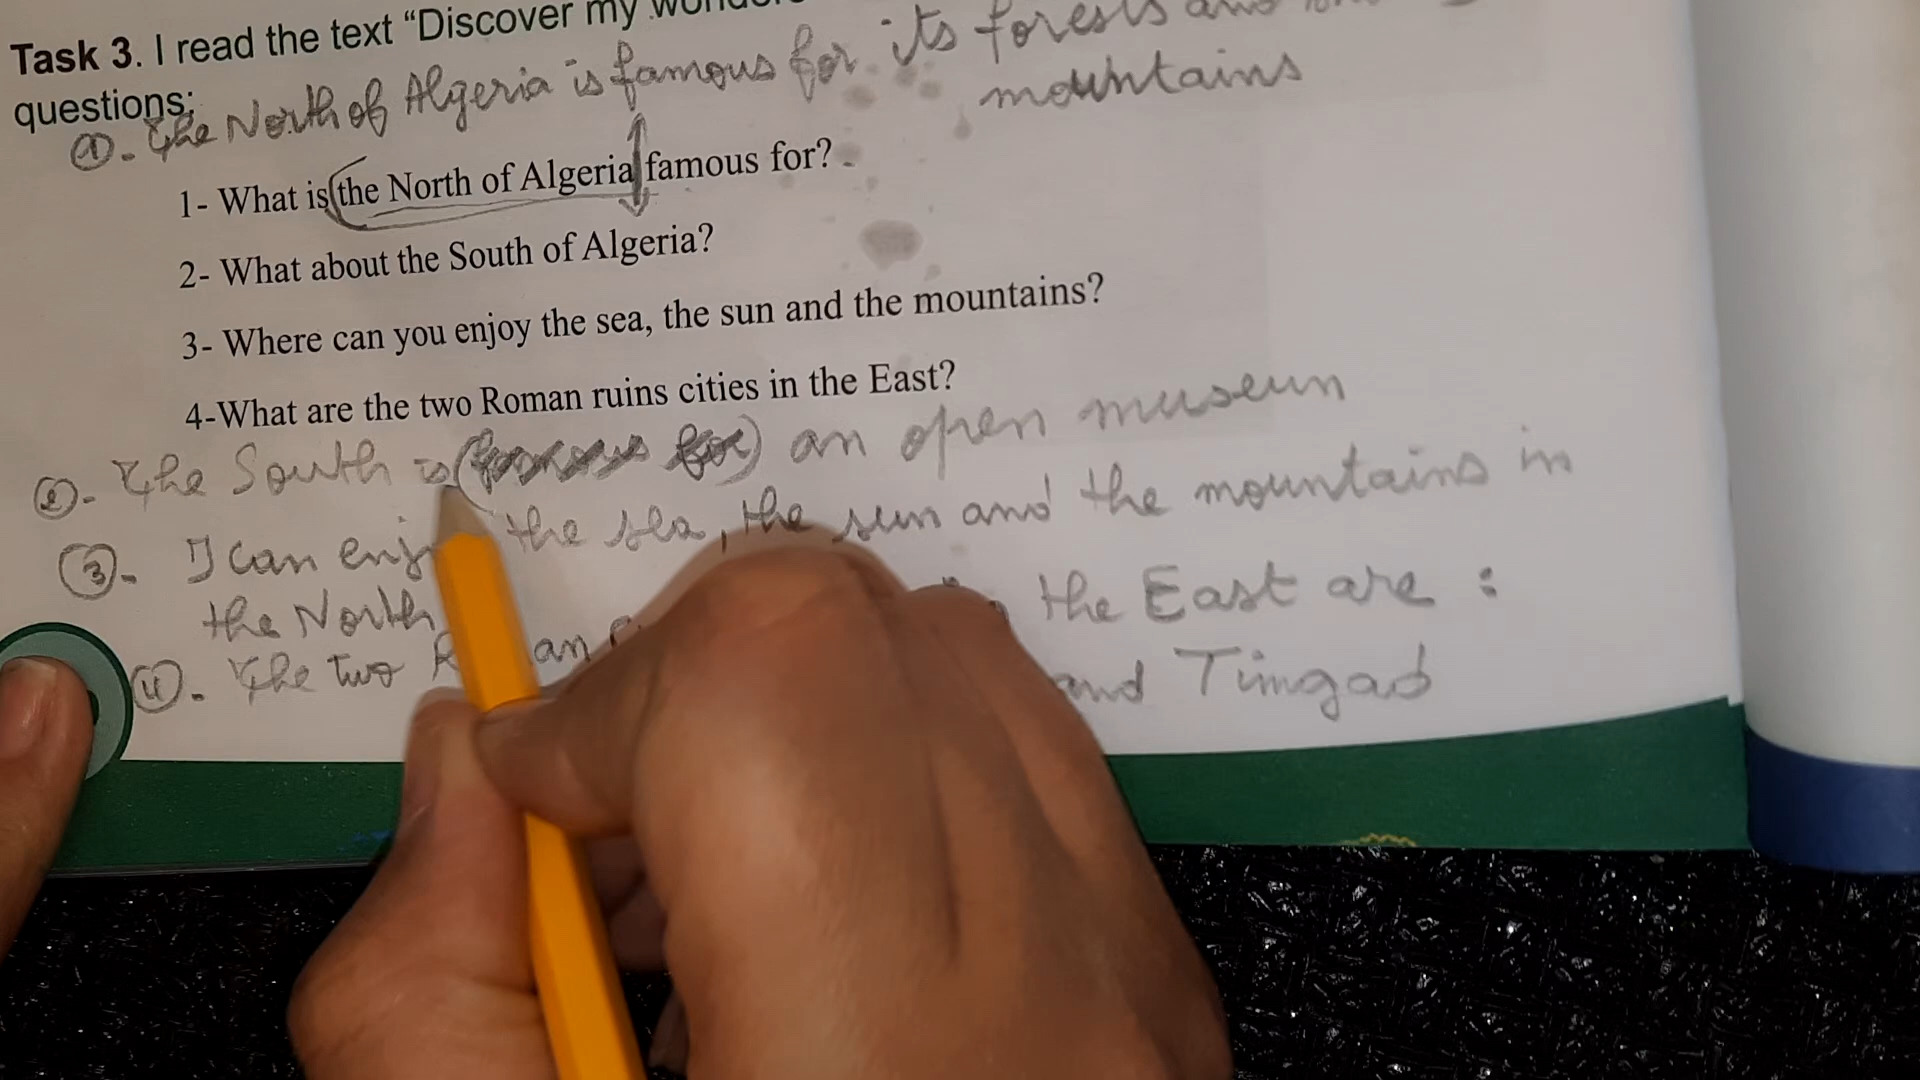 Task 3. I read the text “Discover my
its forests and
questions:
①- The North of Algeria is famous for
mountains
1- What is the North of Algeria famous for?
2- What about the South of Algeria?
3- Where can you enjoy the sea, the sun and the mountains?
4-What are the two Roman ruins cities in the East?
②- The South is (famous for) an open museun
③- I can enj the sea, the sun and the mountains in
the North
④- The two R an the East are :
and Timgad